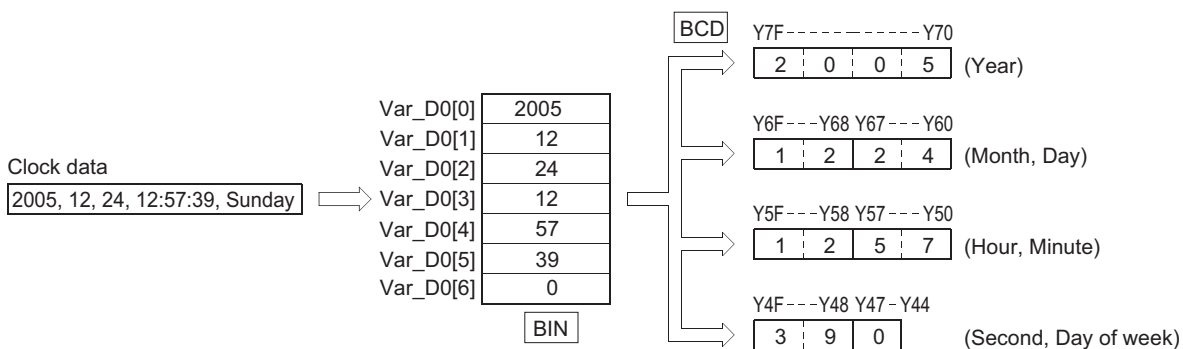 Clock data
2005, 12, 24, 12:57:39, Sunday
Var_D0[0] 2005
Var_D0[1] 12
Var_D0[2] 24
Var_D0[3] 12
Var_D0[4] 57
Var_D0[5] 39
Var_D0[6] 0
BIN
BCD
Y7F------------Y70
2 0 0 5 (Year)
Y6F---Y68 Y67---Y60
1 2 2 4 (Month, Day)
Y5F---Y58 Y57---Y50
1 2 5 7 (Hour, Minute)
Y4F---Y48 Y47-Y44
3 9 0 (Second, Day of week)